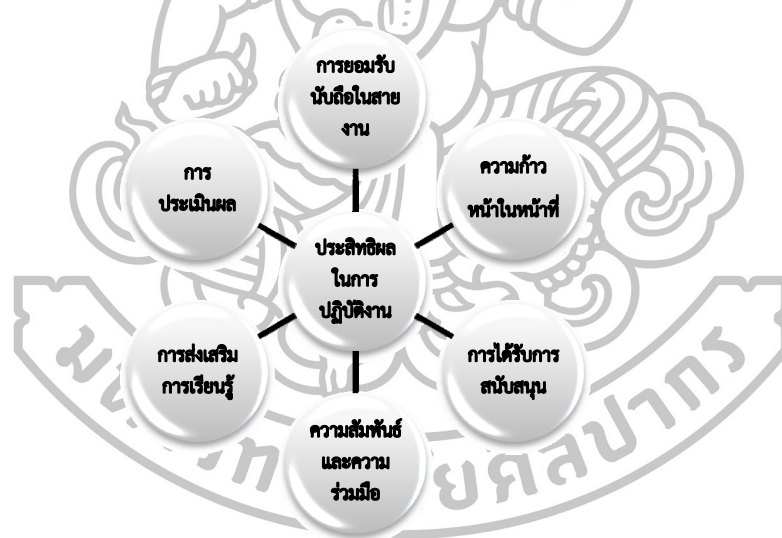 การยอมรับ
นับถือในสาย
งาน
ความก้าว
หน้าในหน้าที่
การได้รับการ
สนับสนุน
ความสัมพันธ์
และความ
ร่วมมือ
การส่งเสริม
การเรียนรู้
การ
ประเมินผล
ประสิทธิผล
ในการ
ปฏิบัติงาน